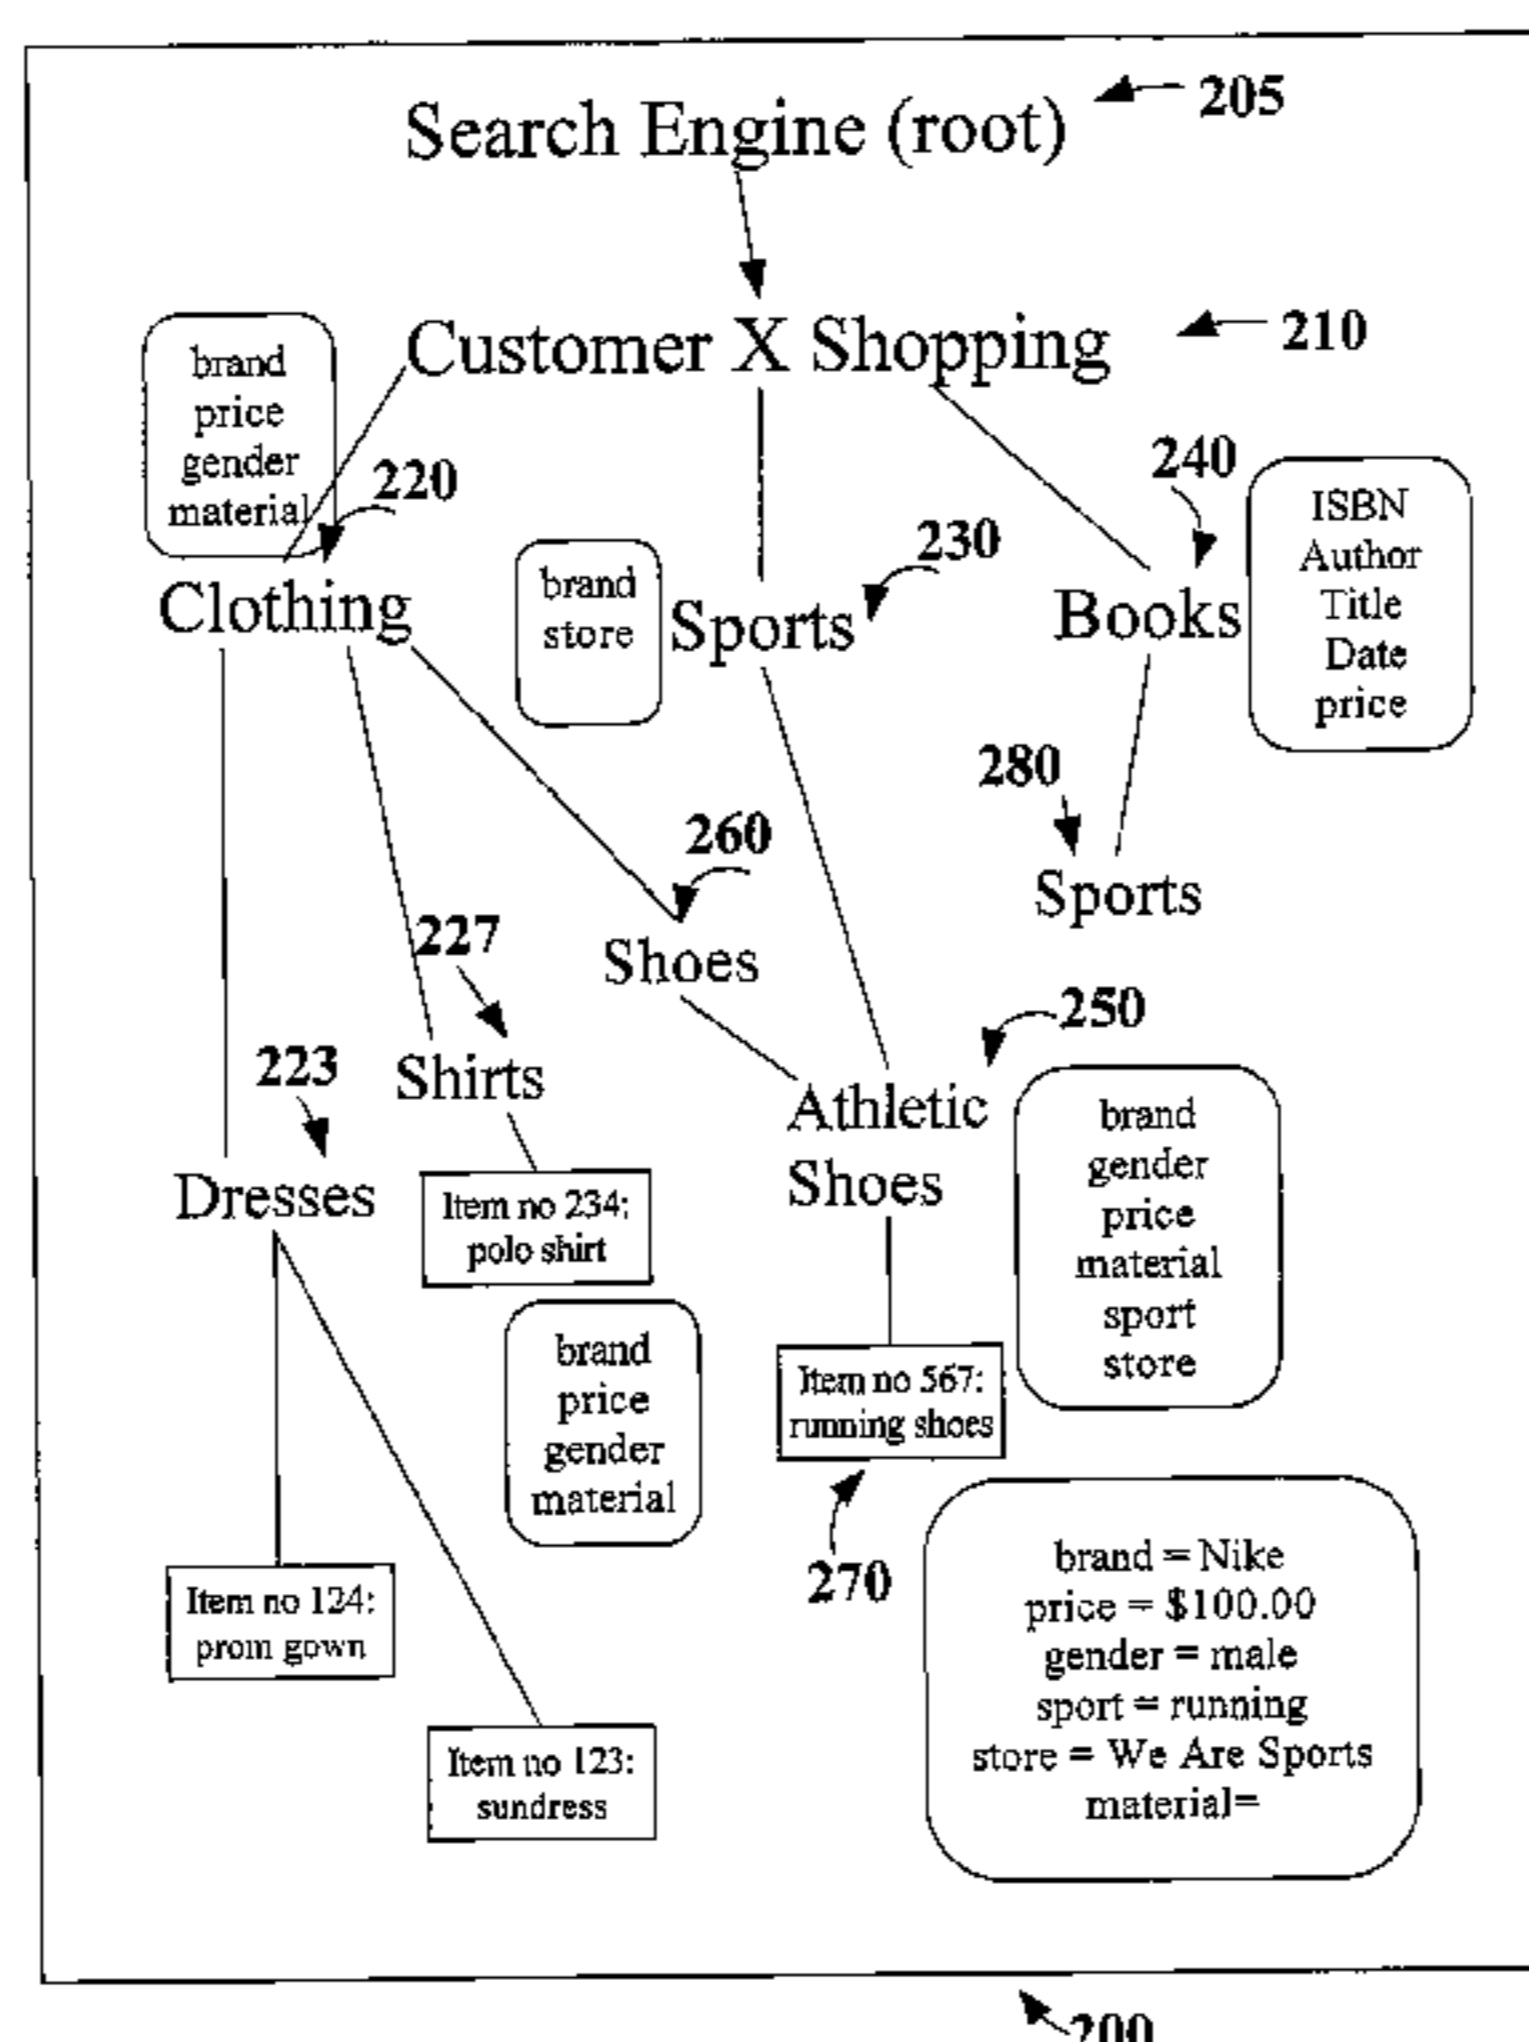 205
Search Engine (root)
Customer X Shopping
210
brand
price
gender
material
220
240
ISBN
Author
Title
Date
price
230
brand
store
Clothing
Sports
Books
280
260
Sports
227
Shoes
250
223
Shirts
Athletic
Shoes
brand
gender
price
material
sport
store
Dresses
Item no 234:
polo shirt
brand
price
gender
material
Item no 567:
running shoes
270
brand = Nike
price = $100.00
gender = male
sport = running
store = We Are Sports
material=
Item no 124:
prom gown
Item no 123:
sundress
200